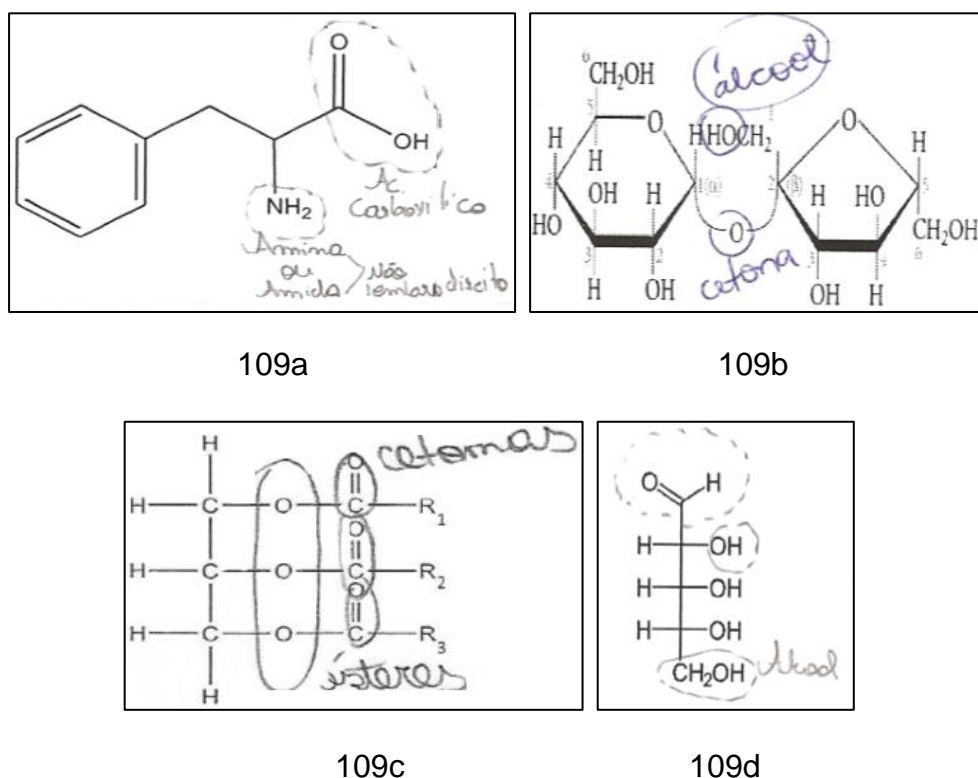 O
OH
NH₂
Ac.
Carboxílico
Amina
ou
Amida
Não
lembro direito
109a
6
CH₂OH
álcool
5
O
H
H
4
HO
OH
H
3
2
H
OH
H
1(α)
HOCH₂
1
O
cetona
2
(β)
O
H
HO
3
4
OH
H
H
5
CH₂OH
6
109b
cetonas
H
O
H C O C R₁
O
H C O C R₂
O
H C O C R₃
H
ésteres
109c
O H
H OH
H OH
H OH
CH₂OH
Álcool
109d